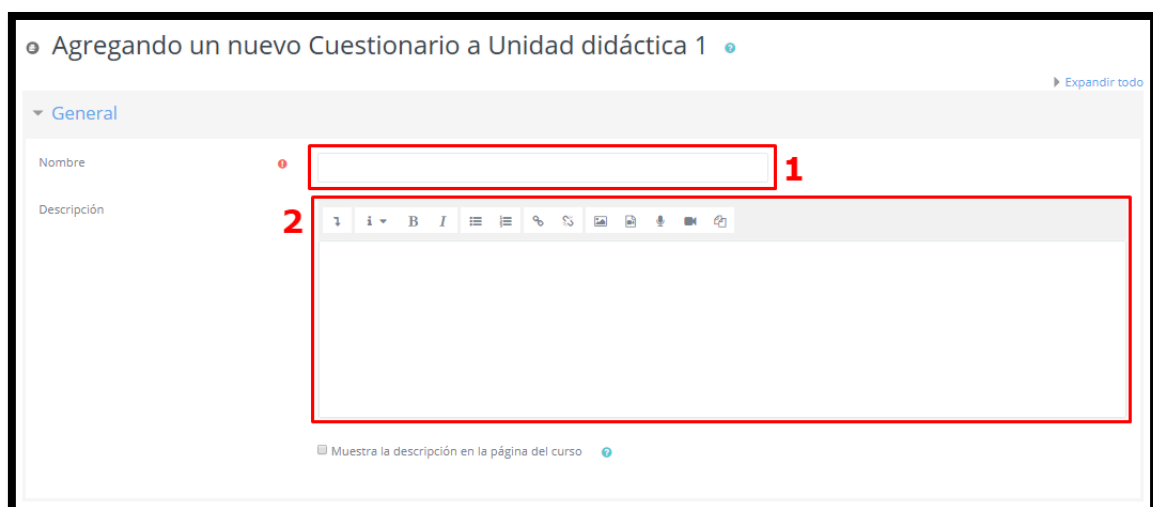 Agregando un nuevo Cuestionario a Unidad didáctica 1
Expandir todo
General
Nombre
1
Descripción
2
i B I
Muestra la descripción en la página del curso